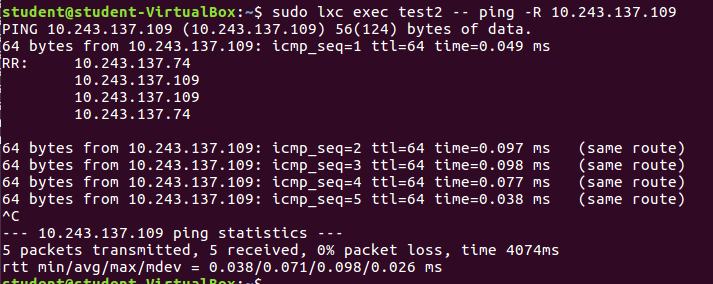 student@student-VirtualBox:~$ sudo lxc exec test2 -- ping -R 10.243.137.109
PING 10.243.137.109 (10.243.137.109) 56(124) bytes of data.
64 bytes from 10.243.137.109: icmp_seq=1 ttl=64 time=0.049 ms
RR:     10.243.137.74
        10.243.137.109
        10.243.137.109
        10.243.137.74

64 bytes from 10.243.137.109: icmp_seq=2 ttl=64 time=0.097 ms   (same route)
64 bytes from 10.243.137.109: icmp_seq=3 ttl=64 time=0.098 ms   (same route)
64 bytes from 10.243.137.109: icmp_seq=4 ttl=64 time=0.077 ms   (same route)
64 bytes from 10.243.137.109: icmp_seq=5 ttl=64 time=0.038 ms   (same route)
^C
--- 10.243.137.109 ping statistics ---
5 packets transmitted, 5 received, 0% packet loss, time 4074ms
rtt min/avg/max/mdev = 0.038/0.071/0.098/0.026 ms
student@student-VirtualBox:~$